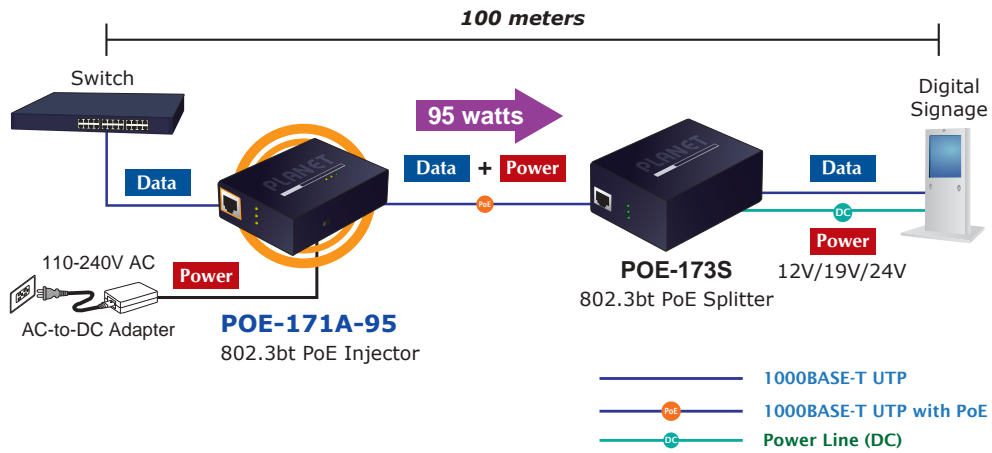 100 meters
Switch
Digital
Signage
95 watts
Data
PLANET
Data + Power
PoE
PLANET
Data
DC
Power
12V/19V/24V
110-240V AC
Power
AC-to-DC Adapter
POE-171A-95
802.3bt PoE Injector
POE-173S
802.3bt PoE Splitter
1000BASE-T UTP
PoE
1000BASE-T UTP with PoE
DC
Power Line (DC)